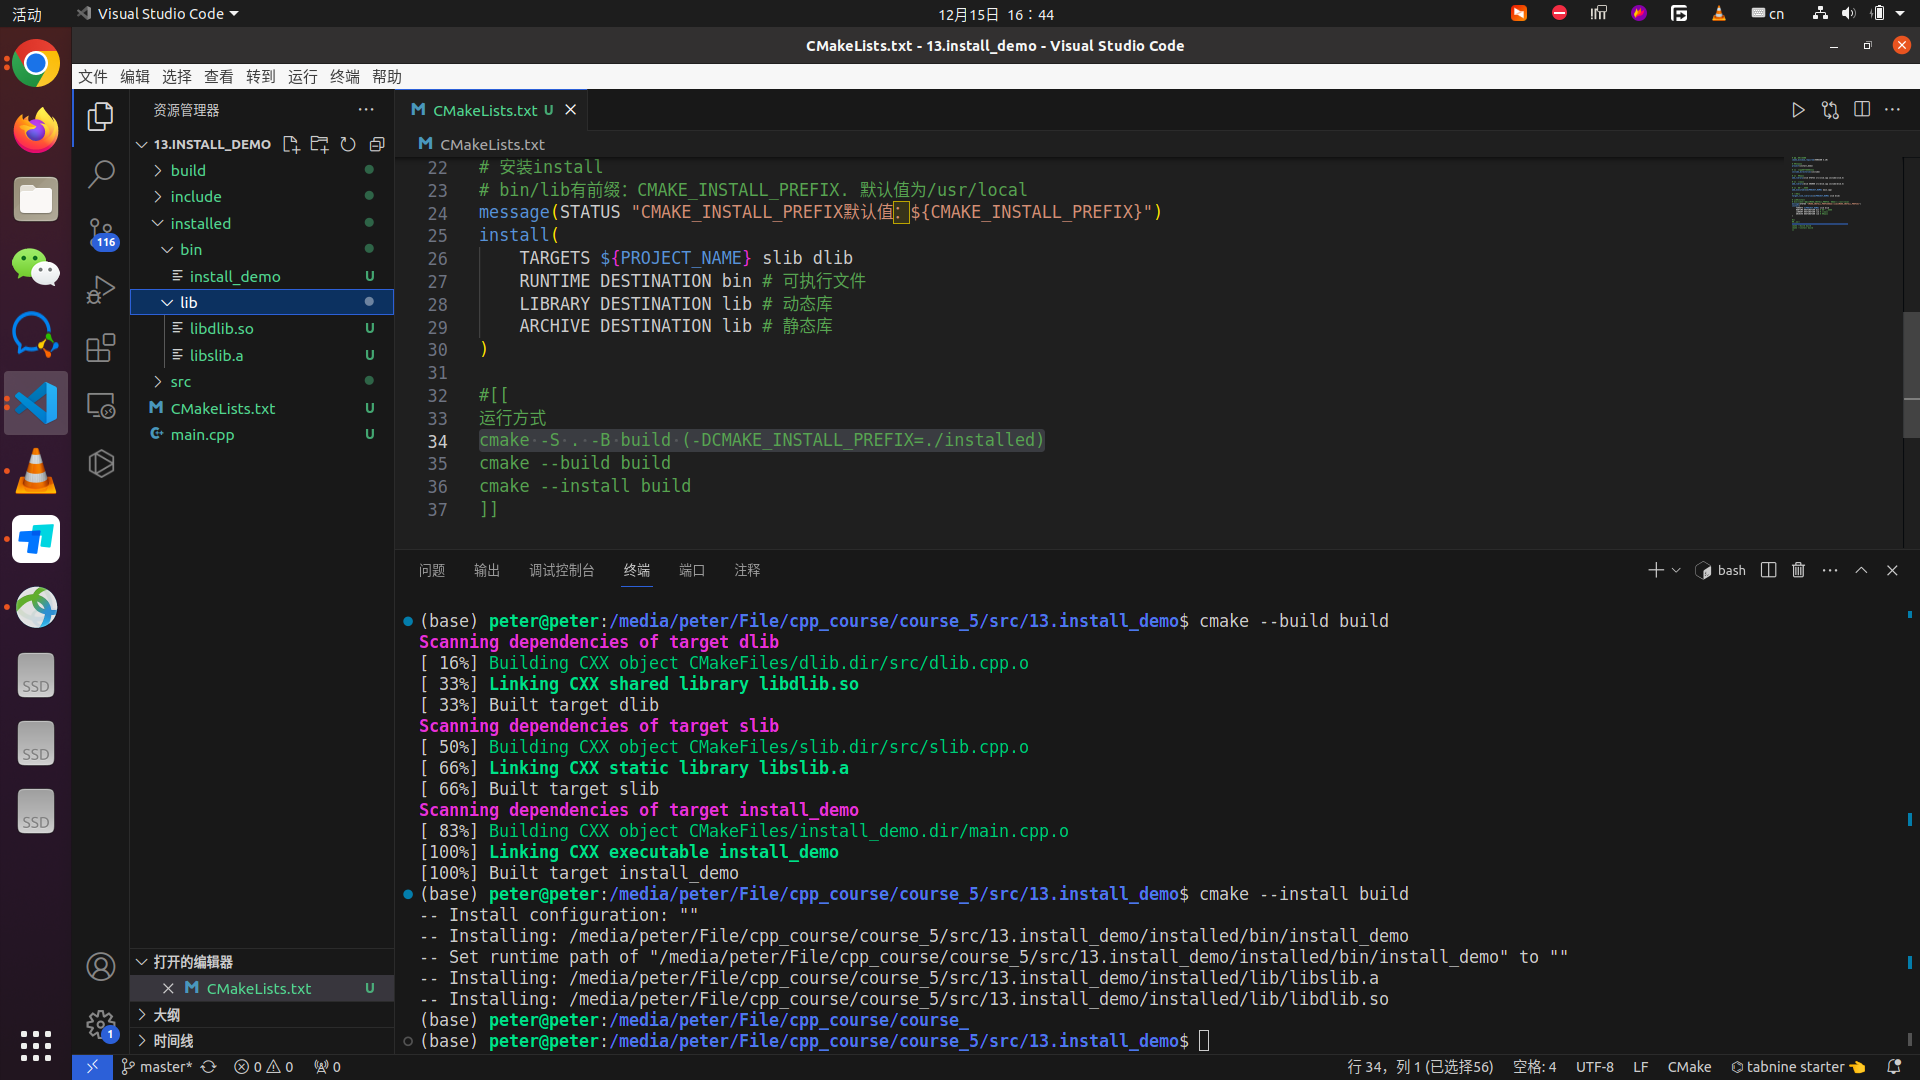 活动
Visual Studio Code
12月15日 16：44
cn
CMakeLists.txt - 13.install_demo - Visual Studio Code
文件 编辑 选择 查看 转到 运行 终端 帮助
资源管理器
13.INSTALL_DEMO
build
include
installed
bin
install_demo U
lib
libdlib.so U
libslib.a U
src
CMakeLists.txt U
main.cpp U
116
打开的编辑器
CMakeLists.txt U
大纲
时间线
1
SSD
SSD
SSD
CMakeLists.txt U
CMakeLists.txt
22 # 安装install
23 # bin/lib有前缀：CMAKE_INSTALL_PREFIX. 默认值为/usr/local
24 message(STATUS "CMAKE_INSTALL_PREFIX默认值：${CMAKE_INSTALL_PREFIX}")
25 install(
26 TARGETS ${PROJECT_NAME} slib dlib
27 RUNTIME DESTINATION bin # 可执行文件
28 LIBRARY DESTINATION lib # 动态库
29 ARCHIVE DESTINATION lib # 静态库
30 )
31
32 #[[
33 运行方式
34 cmake -S . -B build (-DCMAKE_INSTALL_PREFIX=./installed)
35 cmake --build build
36 cmake --install build
37 ]]
问题 输出 调试控制台 终端 端口 注释
bash
(base) peter@peter:/media/peter/File/cpp_course/course_5/src/13.install_demo$ cmake --build build
Scanning dependencies of target dlib
[ 16%] Building CXX object CMakeFiles/dlib.dir/src/dlib.cpp.o
[ 33%] Linking CXX shared library libdlib.so
[ 33%] Built target dlib
Scanning dependencies of target slib
[ 50%] Building CXX object CMakeFiles/slib.dir/src/slib.cpp.o
[ 66%] Linking CXX static library libslib.a
[ 66%] Built target slib
Scanning dependencies of target install_demo
[ 83%] Building CXX object CMakeFiles/install_demo.dir/main.cpp.o
[100%] Linking CXX executable install_demo
[100%] Built target install_demo
(base) peter@peter:/media/peter/File/cpp_course/course_5/src/13.install_demo$ cmake --install build
-- Install configuration: ""
-- Installing: /media/peter/File/cpp_course/course_5/src/13.install_demo/installed/bin/install_demo
-- Set runtime path of "/media/peter/File/cpp_course/course_5/src/13.install_demo/installed/bin/install_demo" to ""
-- Installing: /media/peter/File/cpp_course/course_5/src/13.install_demo/installed/lib/libslib.a
-- Installing: /media/peter/File/cpp_course/course_5/src/13.install_demo/installed/lib/libdlib.so
(base) peter@peter:/media/peter/File/cpp_course/course_
(base) peter@peter:/media/peter/File/cpp_course/course_5/src/13.install_demo$
master* 0 0 0
行 34，列 1 (已选择56) 空格: 4 UTF-8 LF CMake tabnine starter